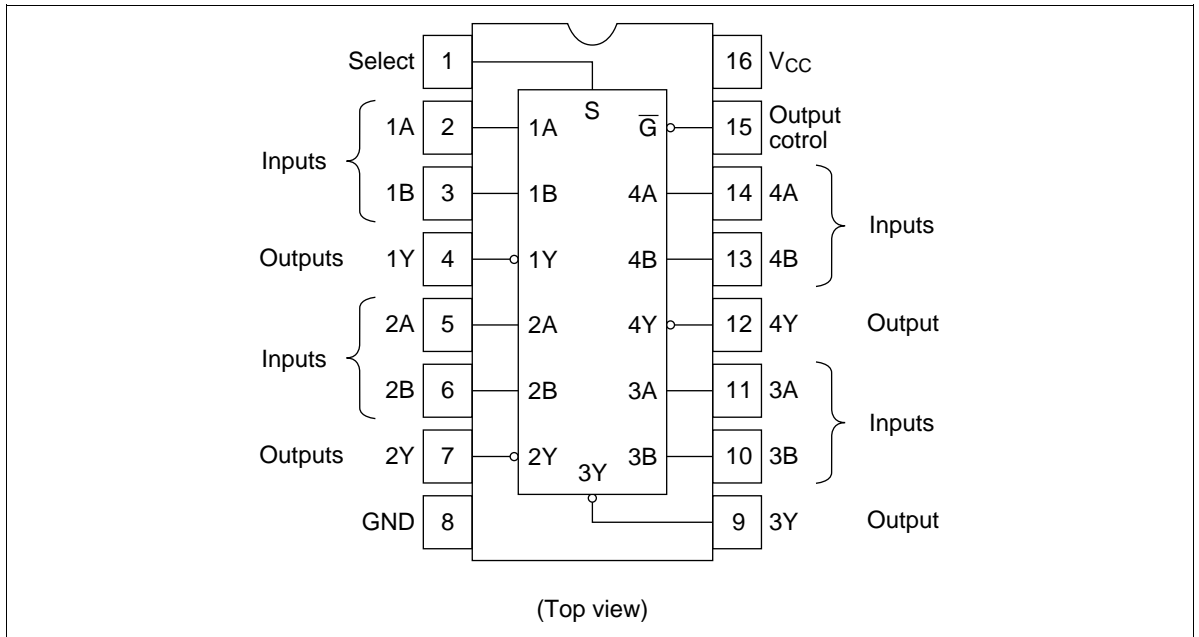 Select 1 16 VCC
S
1A 2 1A G̅ 15 Output
cotrol
Inputs
1B 3 1B 4A 14 4A
Inputs
Outputs 1Y 4 1Y 4B 13 4B
2A 5 2A 4Y 12 4Y Output
Inputs
2B 6 2B 3A 11 3A
Inputs
Outputs 2Y 7 2Y 3Y 3B 10 3B
GND 8 9 3Y Output
(Top view)